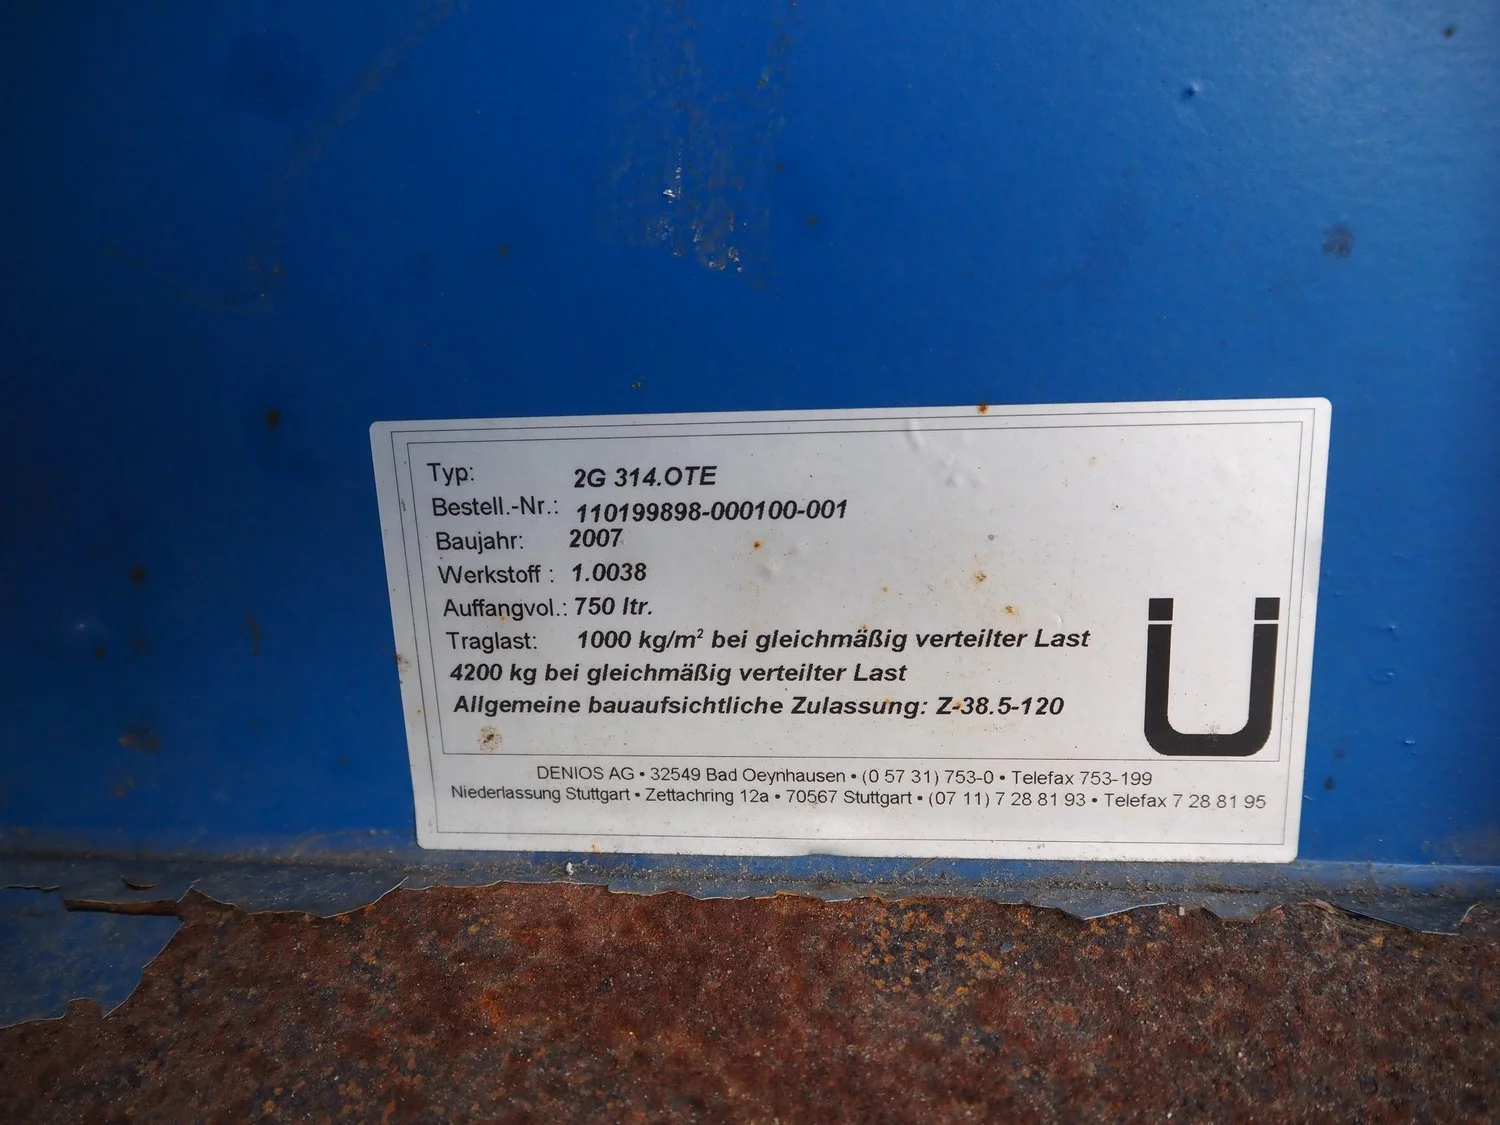 Typ: 2G 314.OTE
Bestell.-Nr.: 110199898-000100-001
Baujahr: 2007
Werkstoff : 1.0038
Auffangvol.: 750 ltr.
Traglast: 1000 kg/m² bei gleichmäßig verteilter Last
4200 kg bei gleichmäßig verteilter Last
Allgemeine bauaufsichtliche Zulassung: Z-38.5-120
Ü
DENIOS AG • 32549 Bad Oeynhausen • (0 57 31) 753-0 • Telefax 753-199
Niederlassung Stuttgart • Zettachring 12a • 70567 Stuttgart • (07 11) 7 28 81 93 • Telefax 7 28 81 95